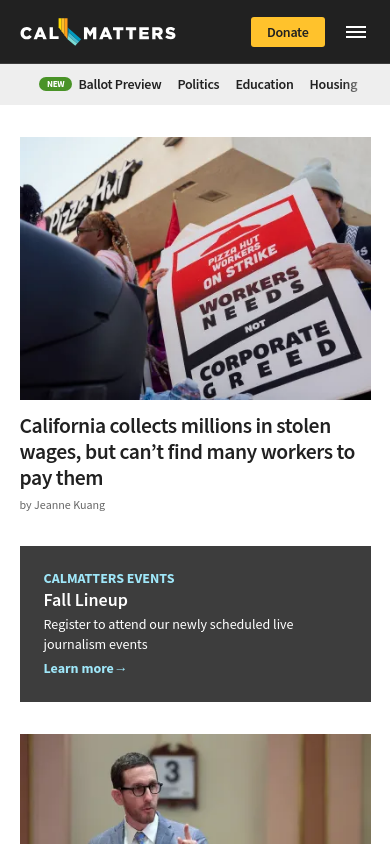 CALMATTERS
Donate
NEW Ballot Preview Politics Education Housing
Pizza Hut
PIZZA HUT
WORKERS
ON STRIKE
WORKERS
NEEDS
NOT
CORPORATE
GREED
California collects millions in stolen
wages, but can’t find many workers to
pay them
by Jeanne Kuang
CALMATTERS EVENTS
Fall Lineup
Register to attend our newly scheduled live
journalism events
Learn more→
3